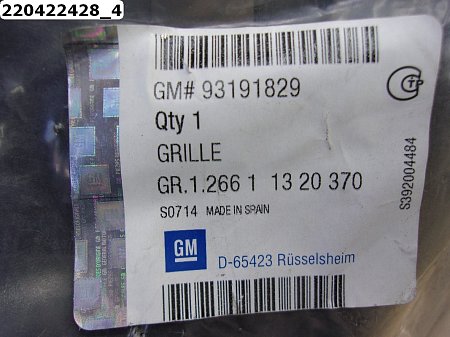 220422428_4
GM# 93191829
Qty 1
GRILLE
GR.1.266 1 13 20 370
S0714 MADE IN SPAIN
GM
D-65423 Rüsselsheim
S392004484
TP